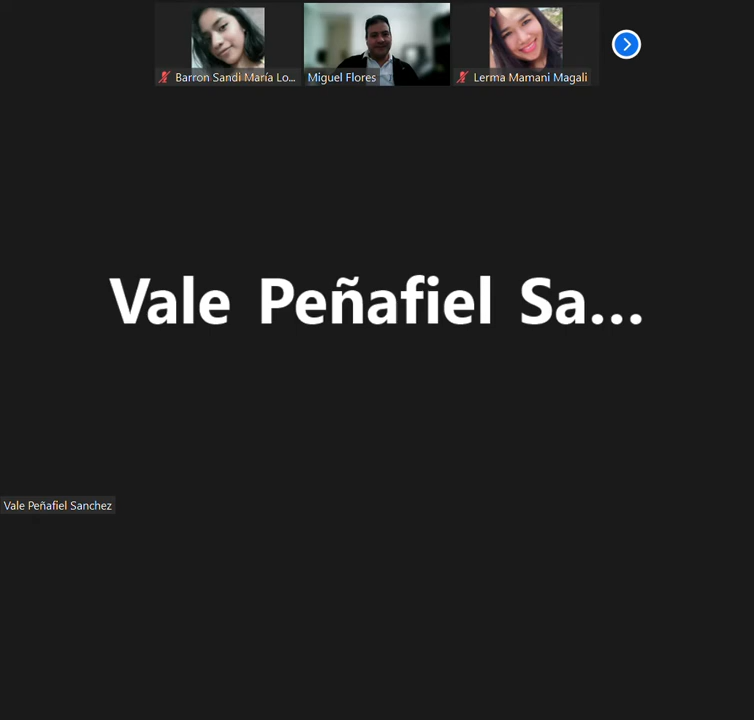 Barron Sandi María Lo...
Miguel Flores
Lerma Mamani Magali
Vale Peñafiel Sa...
Vale Peñafiel Sanchez